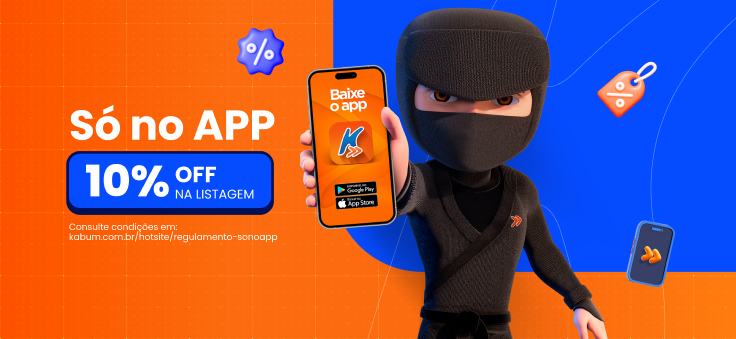 Só no APP
10% OFF
NA LISTAGEM
Consulte condições em:
kabum.com.br/hotsite/regulamento-sonoapp
Baixe
o app
K
Google Play
App Store
%
%